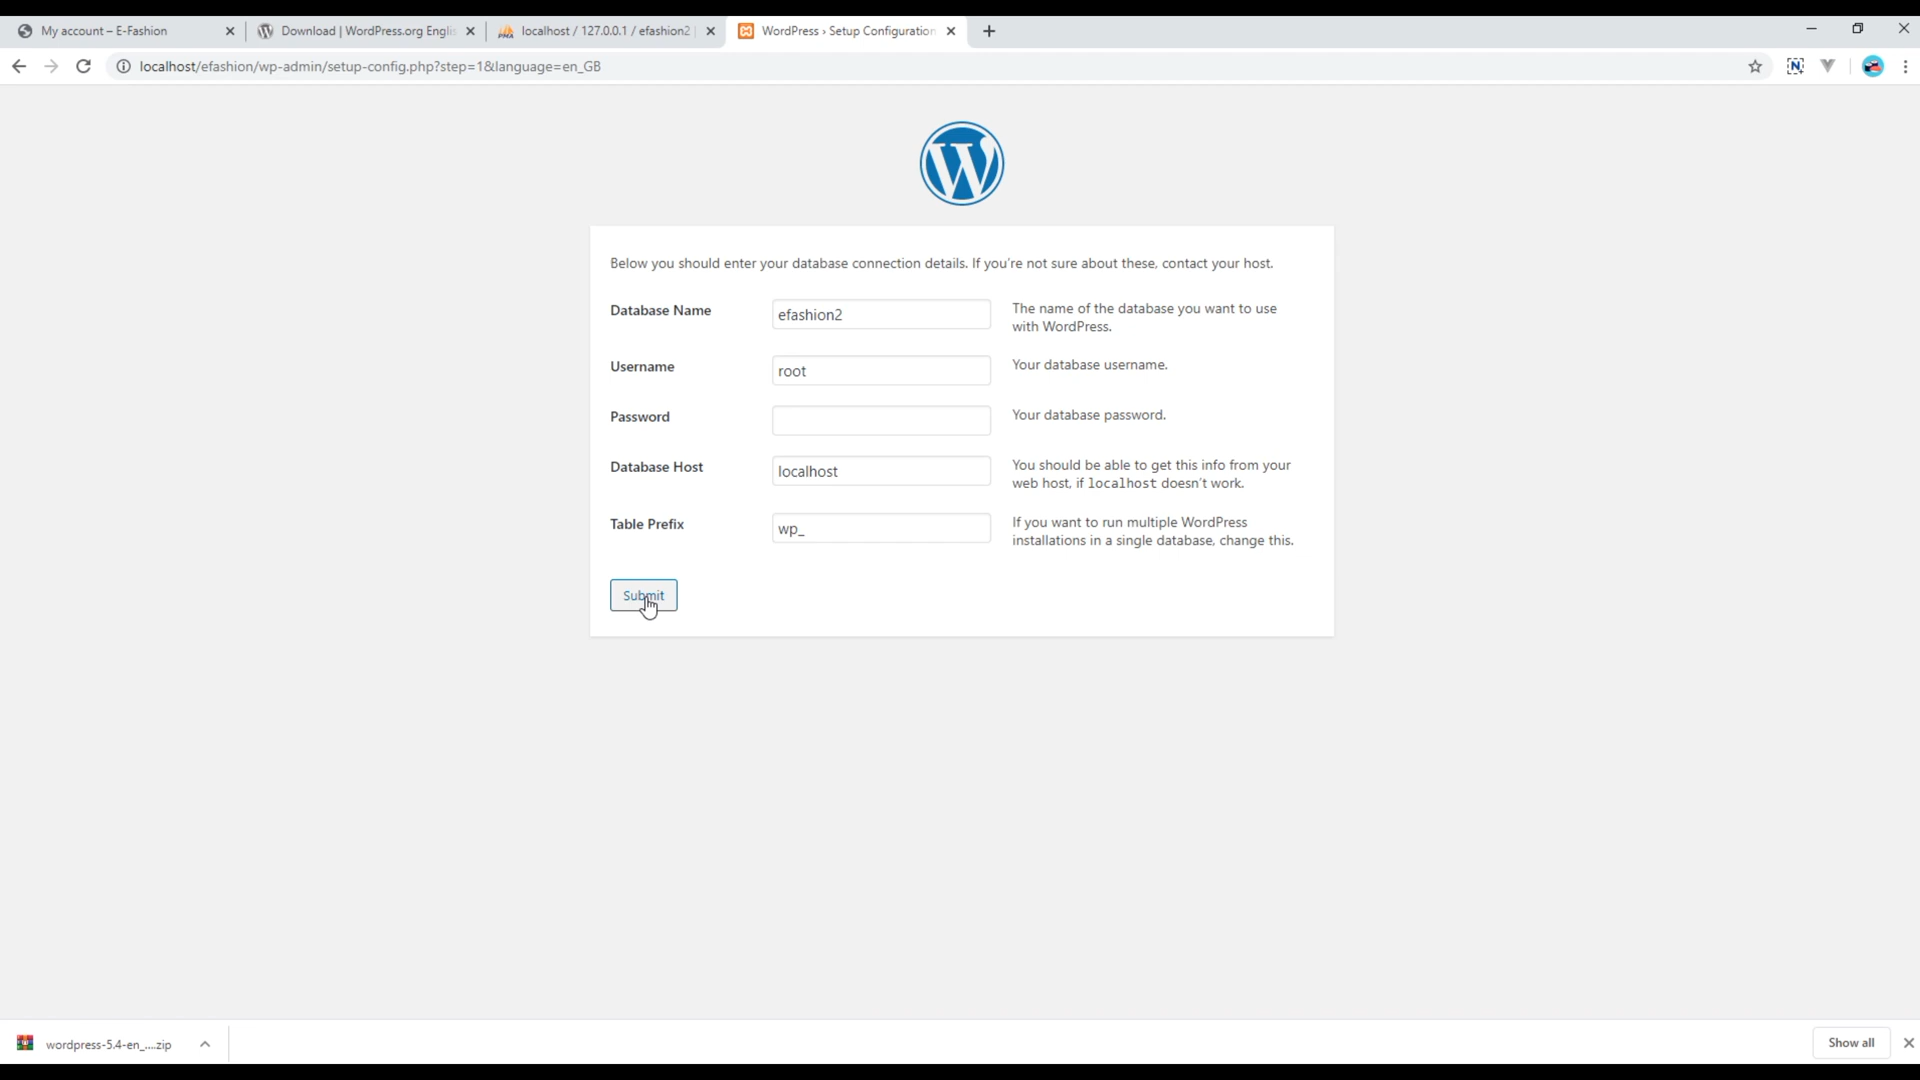 My account – E-Fashion
Download | WordPress.org Englis
localhost / 127.0.0.1 / efashion2 |
WordPress › Setup Configuration
localhost/efashion/wp-admin/setup-config.php?step=1&language=en_GB
Below you should enter your database connection details. If you're not sure about these, contact your host.
Database Name
efashion2
The name of the database you want to use
with WordPress.
Username
root
Your database username.
Password
Your database password.
Database Host
localhost
You should be able to get this info from your
web host, if localhost doesn't work.
Table Prefix
wp_
If you want to run multiple WordPress
installations in a single database, change this.
Submit
wordpress-5.4-en_....zip
Show all